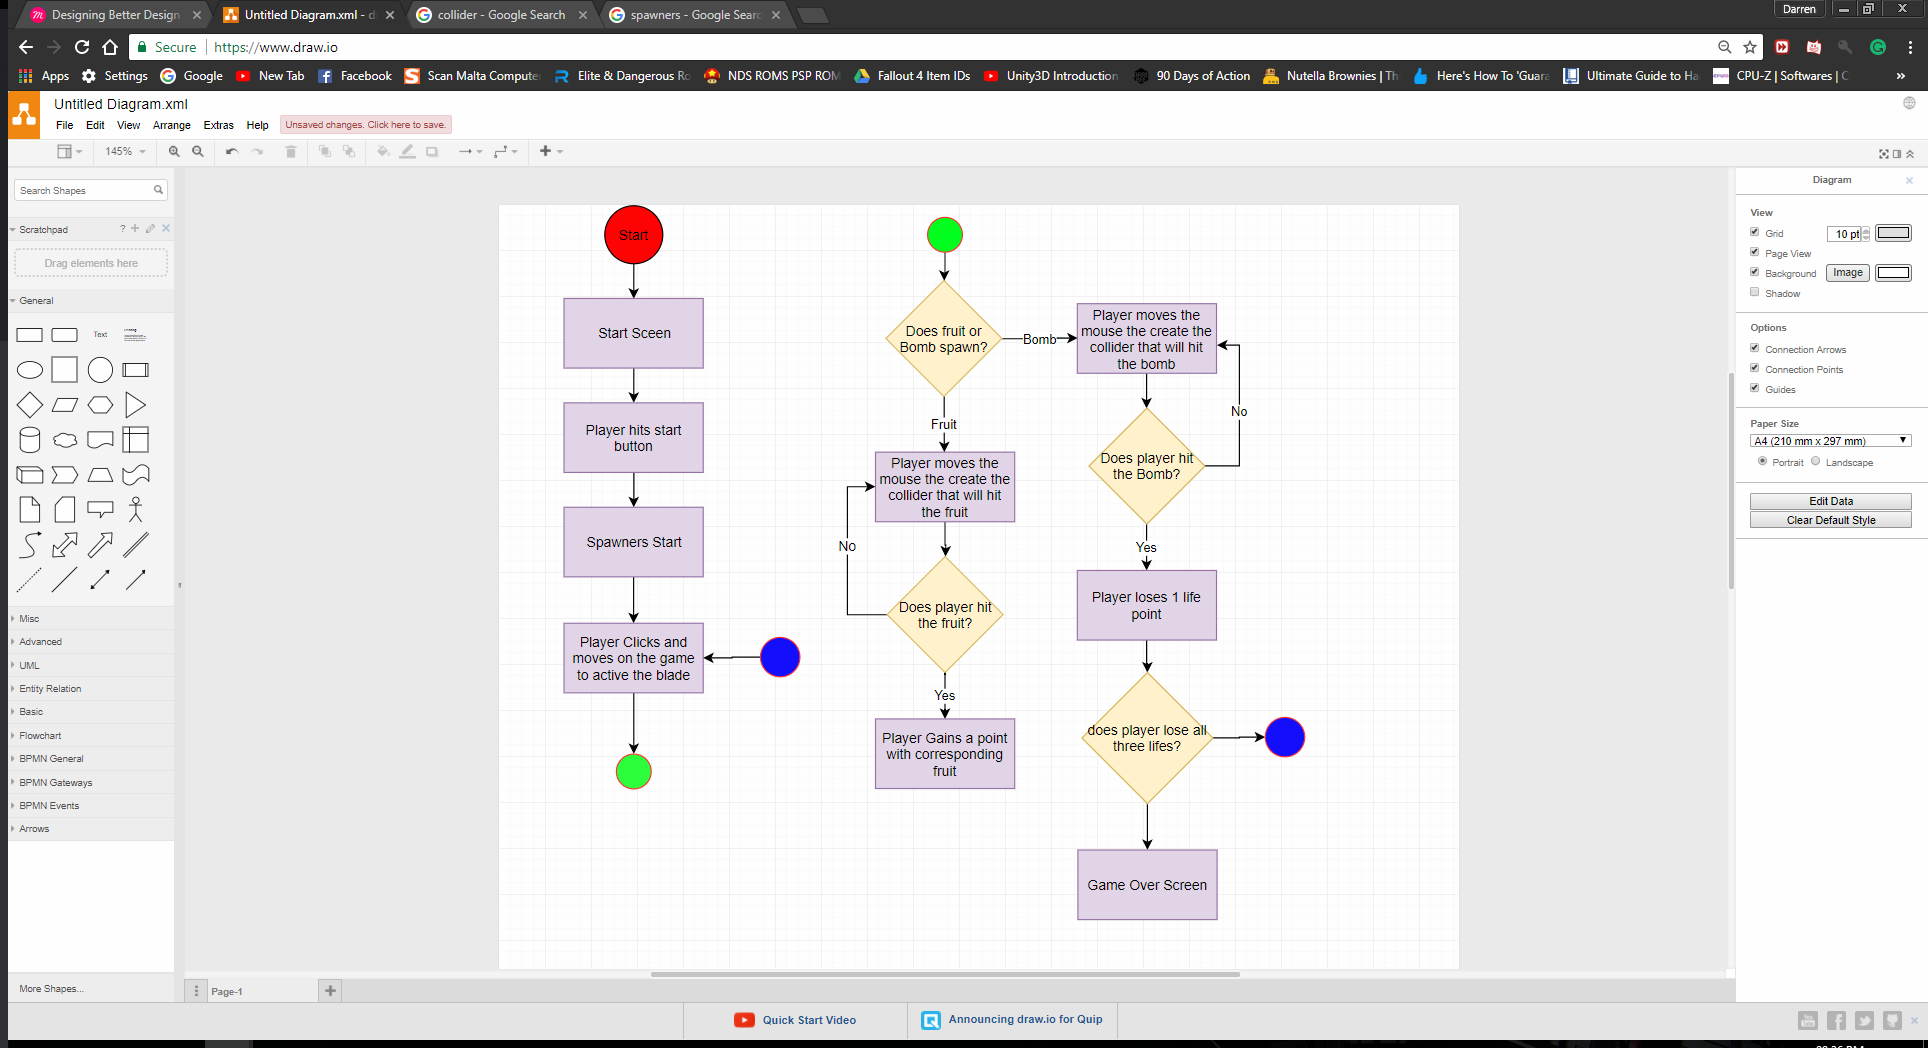 Designing Better Design
Untitled Diagram.xml - d
collider - Google Search
spawners - Google Searc
Darren
Secure
https://www.draw.io
Apps
Settings
Google
New Tab
Facebook
Scan Malta Compute
Elite & Dangerous Ro
NDS ROMS PSP ROM
Fallout 4 Item IDs
Unity3D Introduction
90 Days of Action
Nutella Brownies | Th
Here's How To 'Guara
Ultimate Guide to Ha
CPU-Z | Softwares | C
»
Untitled Diagram.xml
File Edit View Arrange Extras Help
Unsaved changes. Click here to save.
145%
Search Shapes
Scratchpad
?
Drag elements here
General
Text
Misc
Advanced
UML
Entity Relation
Basic
Flowchart
BPMN General
BPMN Gateways
BPMN Events
Arrows
More Shapes...
Start
Start Sceen
Player hits start
button
Spawners Start
Player Clicks and
moves on the game
to active the blade
Does fruit or
Bomb spawn?
Bomb
Fruit
Player moves the
mouse the create the
collider that will hit
the fruit
No
Does player hit
the fruit?
Yes
Player Gains a point
with corresponding
fruit
Player moves the
mouse the create the
collider that will hit
the bomb
No
Does player hit
the Bomb?
Yes
Player loses 1 life
point
does player lose all
three lifes?
Game Over Screen
Diagram
View
Grid
10 pt
Page View
Background
Image
Shadow
Options
Connection Arrows
Connection Points
Guides
Paper Size
A4 (210 mm x 297 mm)
Portrait
Landscape
Edit Data
Clear Default Style
Page-1
Quick Start Video
Announcing draw.io for Quip